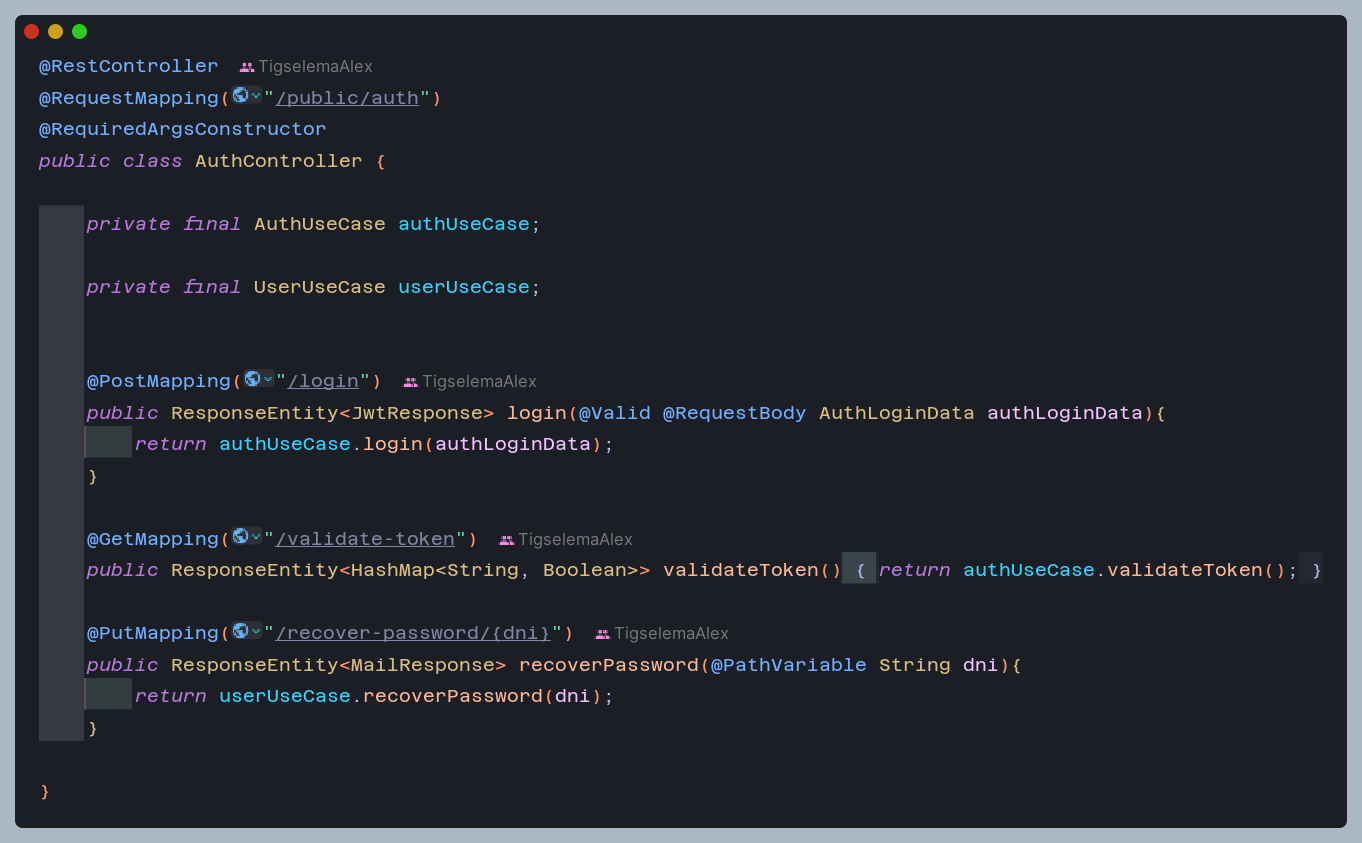 @RestController TigselemaAlex
@RequestMapping("/public/auth")
@RequiredArgsConstructor
public class AuthController {
private final AuthUseCase authUseCase;
private final UserUseCase userUseCase;
@PostMapping("/login") TigselemaAlex
public ResponseEntity<JwtResponse> login(@Valid @RequestBody AuthLoginData authLoginData){
return authUseCase.login(authLoginData);
}
@GetMapping("/validate-token") TigselemaAlex
public ResponseEntity<HashMap<String, Boolean>> validateToken() { return authUseCase.validateToken(); }
@PutMapping("/recover-password/{dni}") TigselemaAlex
public ResponseEntity<MailResponse> recoverPassword(@PathVariable String dni){
return userUseCase.recoverPassword(dni);
}
}